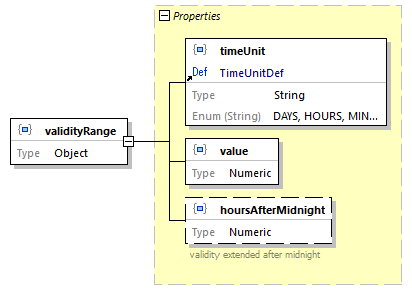 Properties
timeUnit
Def TimeUnitDef
Type String
Enum (String) DAYS, HOURS, MIN...
validityRange
Type Object
value
Type Numeric
hoursAfterMidnight
Type Numeric
validity extended after midnight